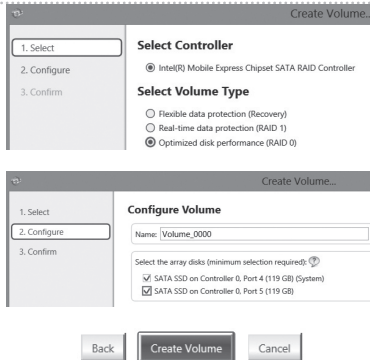 Create Volume...
1. Select
2. Configure
3. Confirm
Select Controller
Intel(R) Mobile Express Chipset SATA RAID Controller
Select Volume Type
Flexible data protection (Recovery)
Real-time data protection (RAID 1)
Optimized disk performance (RAID 0)
Create Volume...
1. Select
2. Configure
3. Confirm
Configure Volume
Name: Volume_0000
Select the array disks (minimum selection required): ?
SATA SSD on Controller 0, Port 4 (119 GB) (System)
SATA SSD on Controller 0, Port 5 (119 GB)
Back
Create Volume
Cancel